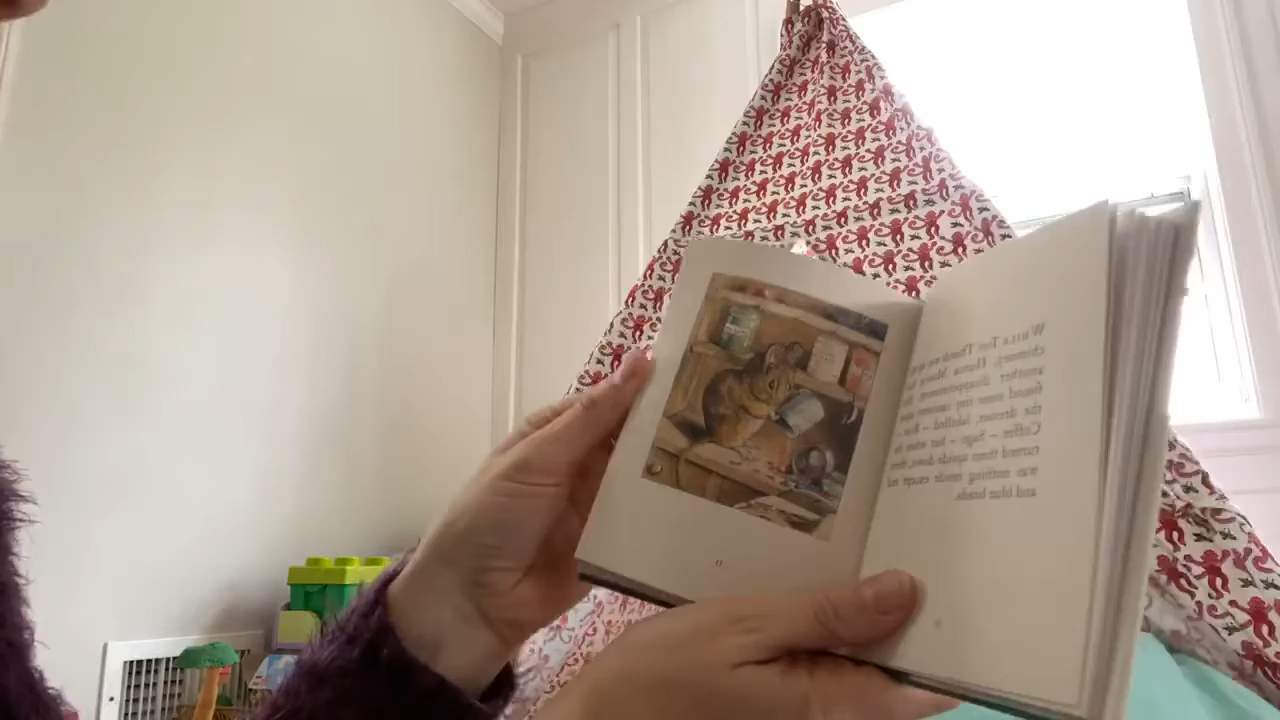 WHILE Tom Thumb was up
chimney, Hunca Munca
another disappointment.
found some tiny canisters
the dresser, labelled – Rice –
Coffee – Sago – but when
turned them upside down,
was nothing inside except red
and blue beads.